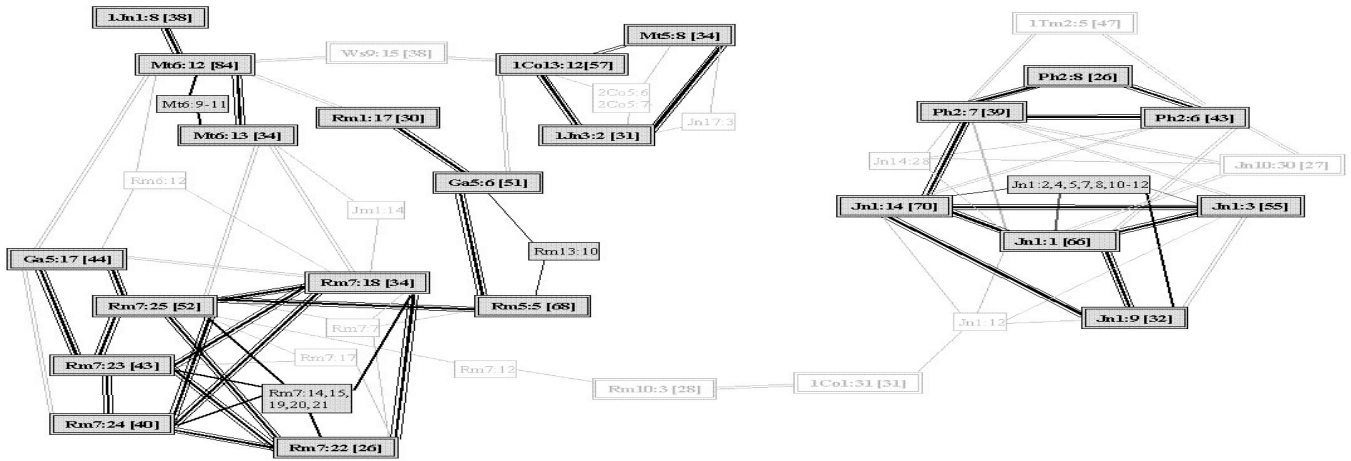 1Jn1:8 [38]
Mt6:12 [84]
Ws9:15 [38]
1Co13:12[57]
Mt5:8 [34]
Mt6:9-11
Mt6:13 [34]
Rm1:17 [30]
2Co5:6
2Co5:7
1Jn3:2 [31]
Jn17:3
Rm6:12
Ga5:6 [51]
Jm1:14
Rm13:10
Ga5:17 [44]
Rm7:18 [34]
Rm7:25 [52]
Rm5:5 [68]
Rm7:7
Rm7:17
Rm7:23 [43]
Rm7:12
Rm7:14,15,
19,20,21
Rm7:24 [40]
Rm7:22 [26]
Rm10:3 [28]
1Co1:31 [31]
1Tm2:5 [47]
Ph2:8 [26]
Ph2:7 [39]
Ph2:6 [43]
Jn14:28
Jn10:30 [27]
Jn1:2,4,5,7,8,10-12
Jn1:14 [70]
Jn1:3 [55]
Jn1:1 [66]
Jn1:12
Jn1:9 [32]